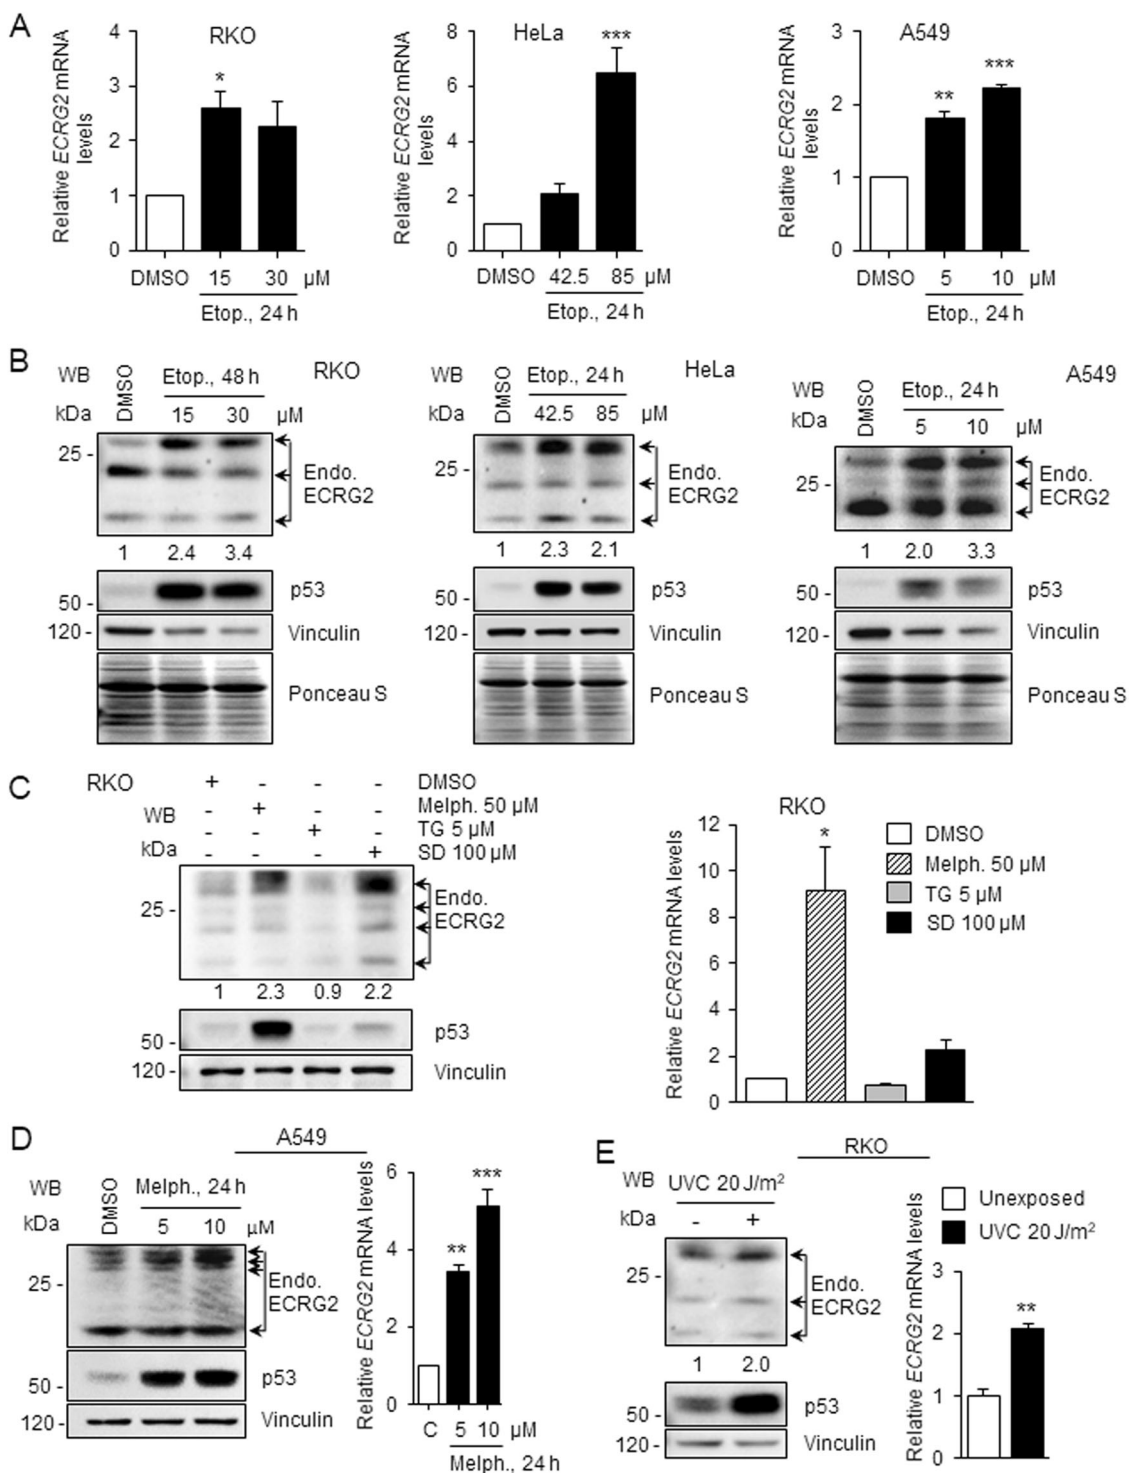 A
RKO
Relative ECRG2 mRNA levels
4
3
2
1
0
*
DMSO 15 30 µM
Etop., 24 h
HeLa
Relative ECRG2 mRNA levels
8
6
4
2
0
***
DMSO 42.5 85 µM
Etop., 24 h
A549
Relative ECRG2 mRNA levels
3
2
1
0
** ***
DMSO 5 10 µM
Etop., 24 h
B
WB DMSO Etop., 48 h RKO
kDa 15 30 µM
25 -
Endo.
ECRG2
1 2.4 3.4
50 - p53
120 - Vinculin
Ponceau S
WB DMSO Etop., 24 h HeLa
kDa 42.5 85 µM
25 -
Endo.
ECRG2
1 2.3 2.1
50 - p53
120 - Vinculin
Ponceau S
WB DMSO Etop., 24 h A549
kDa 5 10 µM
25 -
Endo.
ECRG2
1 2.0 3.3
50 - p53
120 - Vinculin
Ponceau S
C
RKO + - - - DMSO
WB - + - - Melph. 50 µM
- - + - TG 5 µM
kDa - - - + SD 100 µM
25 -
Endo.
ECRG2
1 2.3 0.9 2.2
50 - p53
120 - Vinculin
RKO
Relative ECRG2 mRNA levels
12
10
8
6
4
2
0
*
DMSO
Melph. 50 µM
TG 5 µM
SD 100 µM
D
A549
WB DMSO Melph., 24 h
kDa 5 10 µM
25 -
Endo.
ECRG2
50 - p53
120 - Vinculin
Relative ECRG2 mRNA levels
6
4
2
0
** ***
C 5 10 µM
Melph., 24 h
E
RKO
WB UVC 20 J/m²
kDa - +
25 -
Endo.
ECRG2
1 2.0
50 - p53
120 - Vinculin
Unexposed
UVC 20 J/m²
Relative ECRG2 mRNA levels
3
2
1
0
**